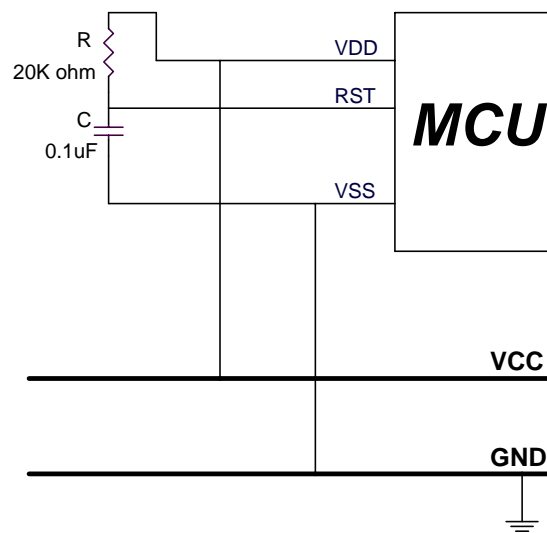 R
20K ohm
VDD
RST
C
0.1uF
MCU
VSS
VCC
GND